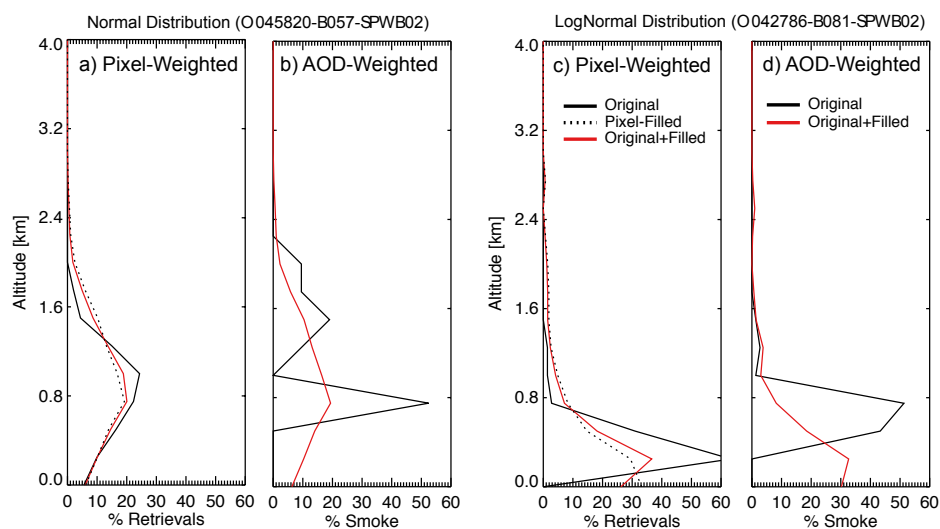 Normal Distribution (O045820-B057-SPWB02)
LogNormal Distribution (O042786-B081-SPWB02)
a) Pixel-Weighted
b) AOD-Weighted
c) Pixel-Weighted
d) AOD-Weighted
Original
Pixel-Filled
Original+Filled
Original
Original+Filled
Altitude [km]
4.0
3.2
2.4
1.6
0.8
0.0
0 10 20 30 40 50 60
% Retrievals
0 10 20 30 40 50 60
% Smoke
Altitude [km]
4.0
3.2
2.4
1.6
0.8
0.0
0 10 20 30 40 50 60
% Retrievals
0 10 20 30 40 50 60
% Smoke